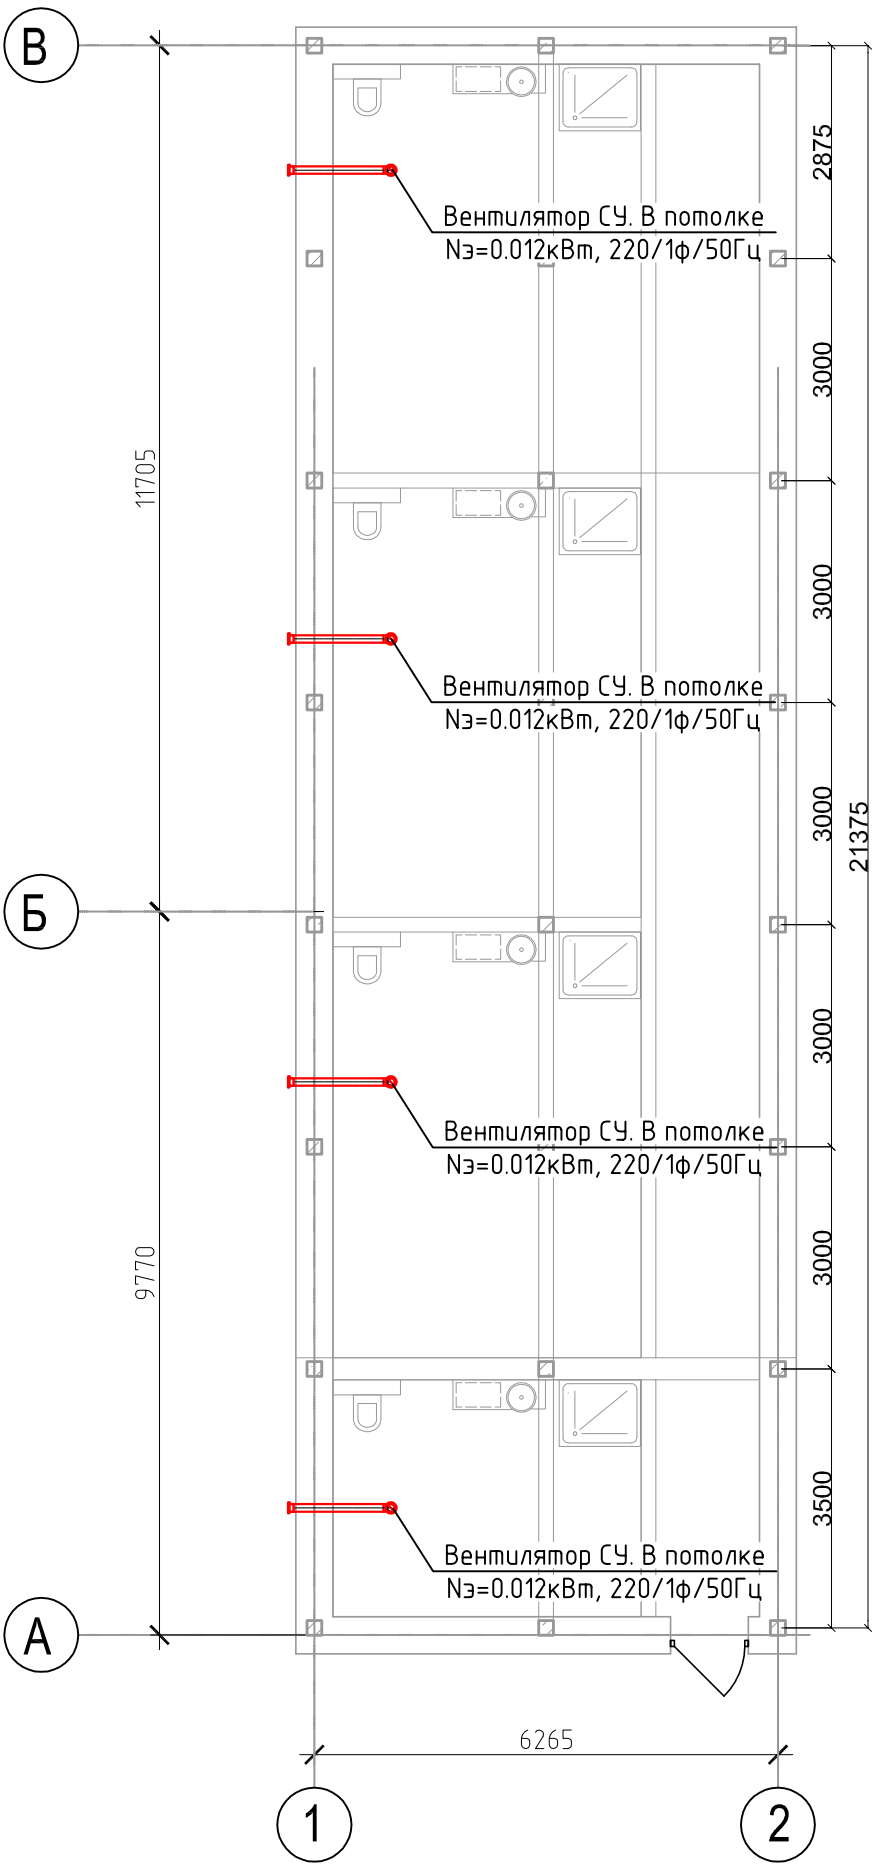 В
2875
Вентилятор СУ. В потолке
Nэ=0.012кВт, 220/1ф/50Гц
3000
11705
3000
Вентилятор СУ. В потолке
Nэ=0.012кВт, 220/1ф/50Гц
3000
21375
Б
3000
Вентилятор СУ. В потолке
Nэ=0.012кВт, 220/1ф/50Гц
9770
3000
3500
Вентилятор СУ. В потолке
Nэ=0.012кВт, 220/1ф/50Гц
А
6265
1
2